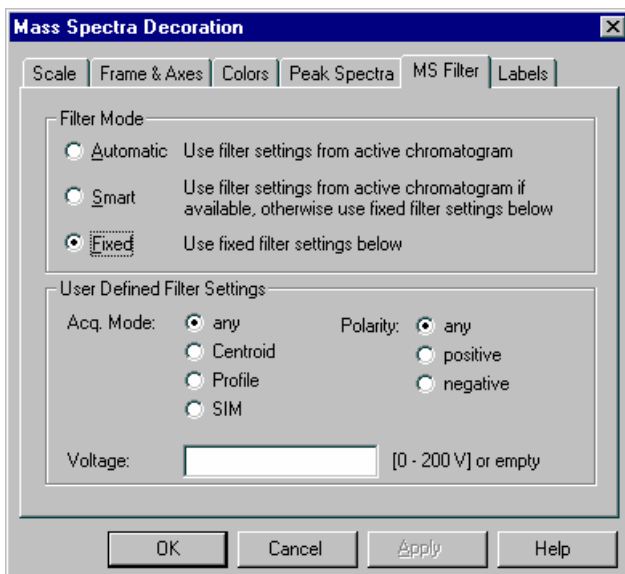 Mass Spectra Decoration
Scale Frame & Axes Colors Peak Spectra MS Filter Labels
Filter Mode
Automatic Use filter settings from active chromatogram
Smart Use filter settings from active chromatogram if
available, otherwise use fixed filter settings below
Fixed Use fixed filter settings below
User Defined Filter Settings
Acq. Mode: any Polarity: any
Centroid positive
Profile negative
SIM
Voltage: [0 - 200 V] or empty
OK Cancel Apply Help